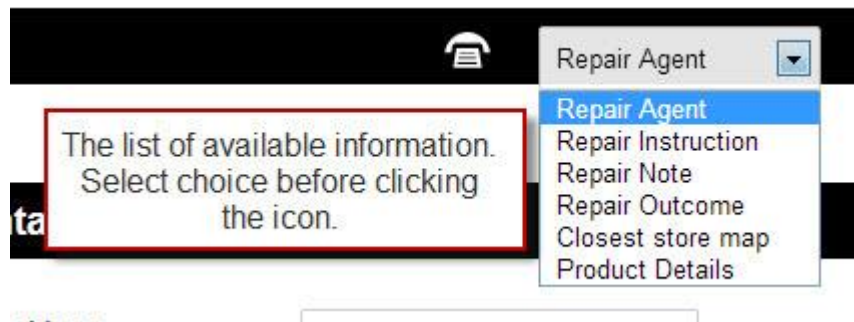 Repair Agent
Repair Agent
Repair Instruction
Repair Note
Repair Outcome
Closest store map
Product Details
The list of available information.
Select choice before clicking
the icon.
ta